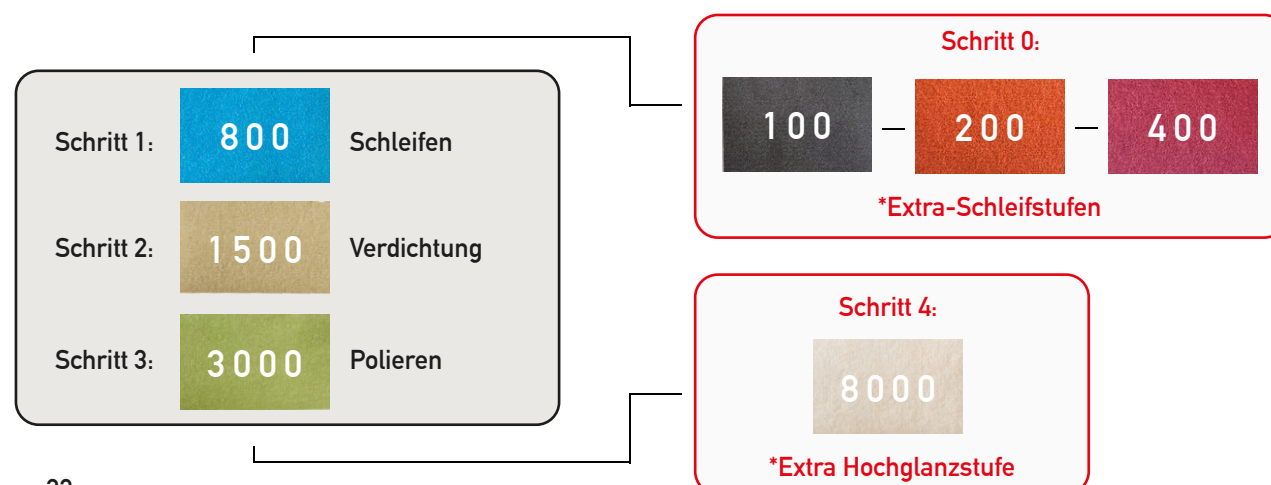 Schritt 0:
100 – 200 – 400
*Extra-Schleifstufen
Schritt 1: 800 Schleifen
Schritt 2: 1500 Verdichtung
Schritt 3: 3000 Polieren
Schritt 4:
8000
*Extra Hochglanzstufe